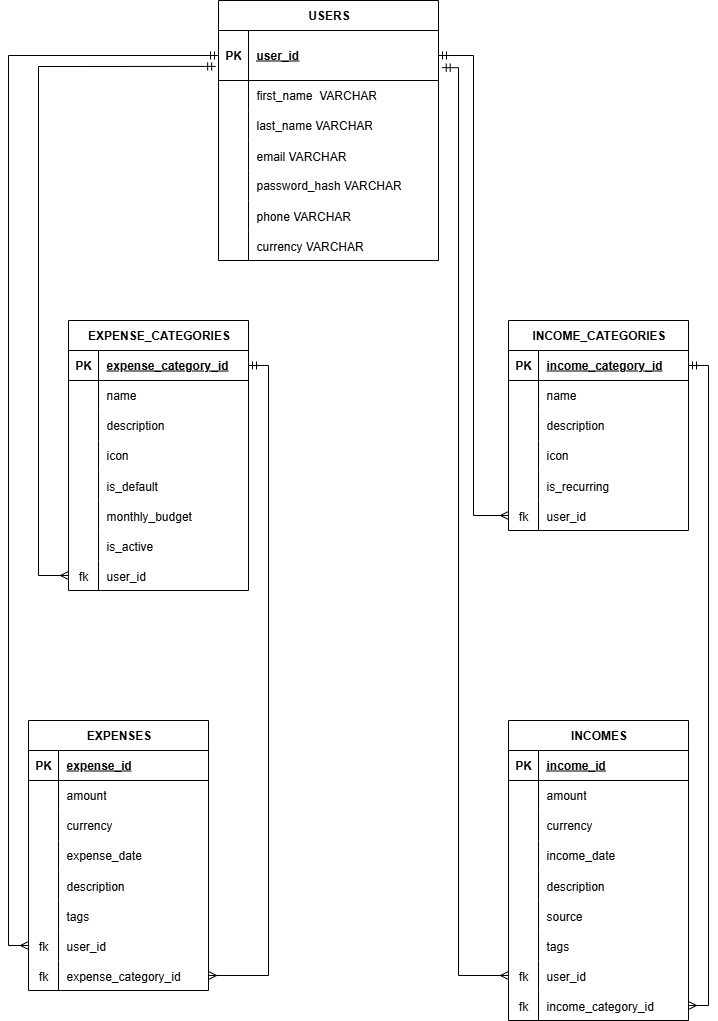 USERS
PK user_id
first_name VARCHAR
last_name VARCHAR
email VARCHAR
password_hash VARCHAR
phone VARCHAR
currency VARCHAR
EXPENSE_CATEGORIES
PK expense_category_id
name
description
icon
is_default
monthly_budget
is_active
fk user_id
INCOME_CATEGORIES
PK income_category_id
name
description
icon
is_recurring
fk user_id
EXPENSES
PK expense_id
amount
currency
expense_date
description
tags
fk user_id
fk expense_category_id
INCOMES
PK income_id
amount
currency
income_date
description
source
tags
fk user_id
fk income_category_id